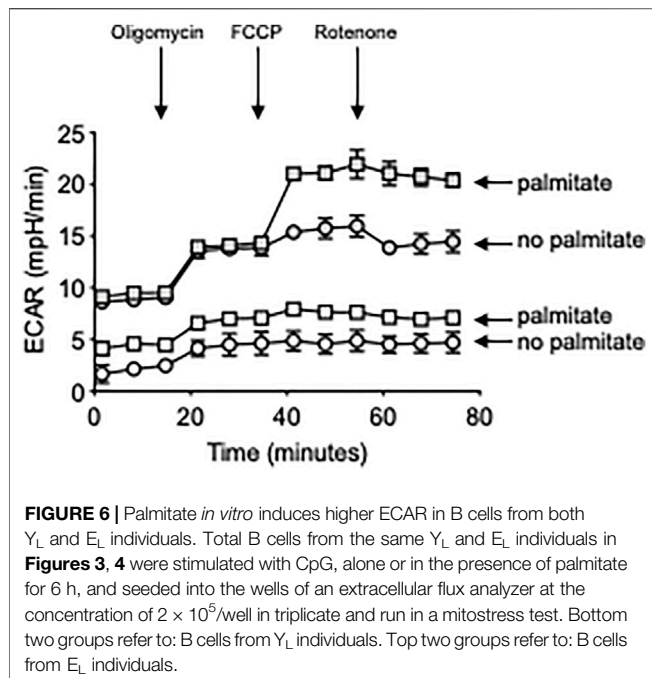 Oligomycin FCCP Rotenone
25
20
15
10
5
0
ECAR (mpH/min)
palmitate
no palmitate
palmitate
no palmitate
0 20 40 60 80
Time (minutes)
FIGURE 6 | Palmitate in vitro induces higher ECAR in B cells from both
YL and EL individuals. Total B cells from the same YL and EL individuals in
Figures 3, 4 were stimulated with CpG, alone or in the presence of palmitate
for 6 h, and seeded into the wells of an extracellular flux analyzer at the
concentration of 2 × 10⁵/well in triplicate and run in a mitostress test. Bottom
two groups refer to: B cells from YL individuals. Top two groups refer to: B cells
from EL individuals.